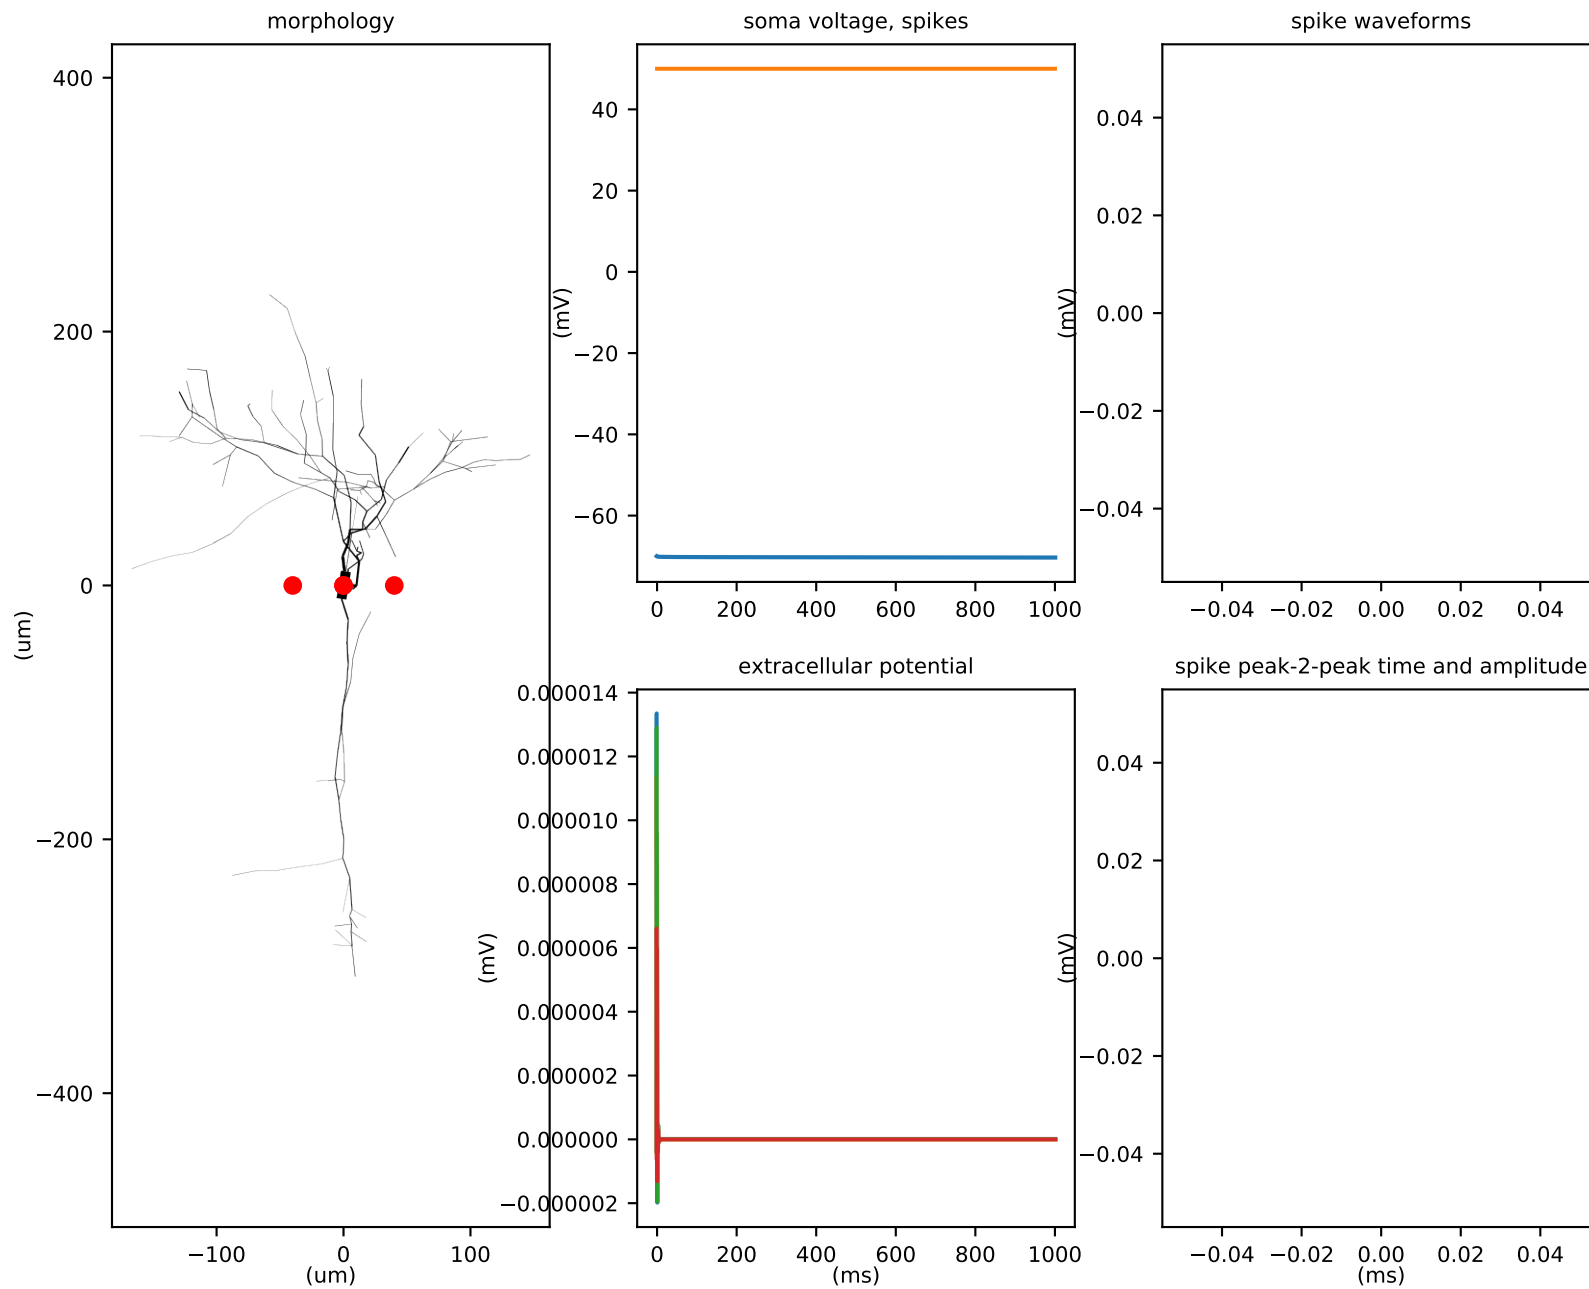 morphology
400
200
0
−200
−400
(um)
−100 0 100
(um)
soma voltage, spikes
40
20
0
−20
−40
−60
(mV)
0 200 400 600 800 1000
spike waveforms
0.04
0.02
0.00
−0.02
−0.04
(mV)
−0.04 −0.02 0.00 0.02 0.04
extracellular potential
0.000014
0.000012
0.000010
0.000008
0.000006
0.000004
0.000002
0.000000
−0.000002
(mV)
0 200 400 600 800 1000
(ms)
spike peak-2-peak time and amplitude
0.04
0.02
0.00
−0.02
−0.04
(mV)
−0.04 −0.02 0.00 0.02 0.04
(ms)